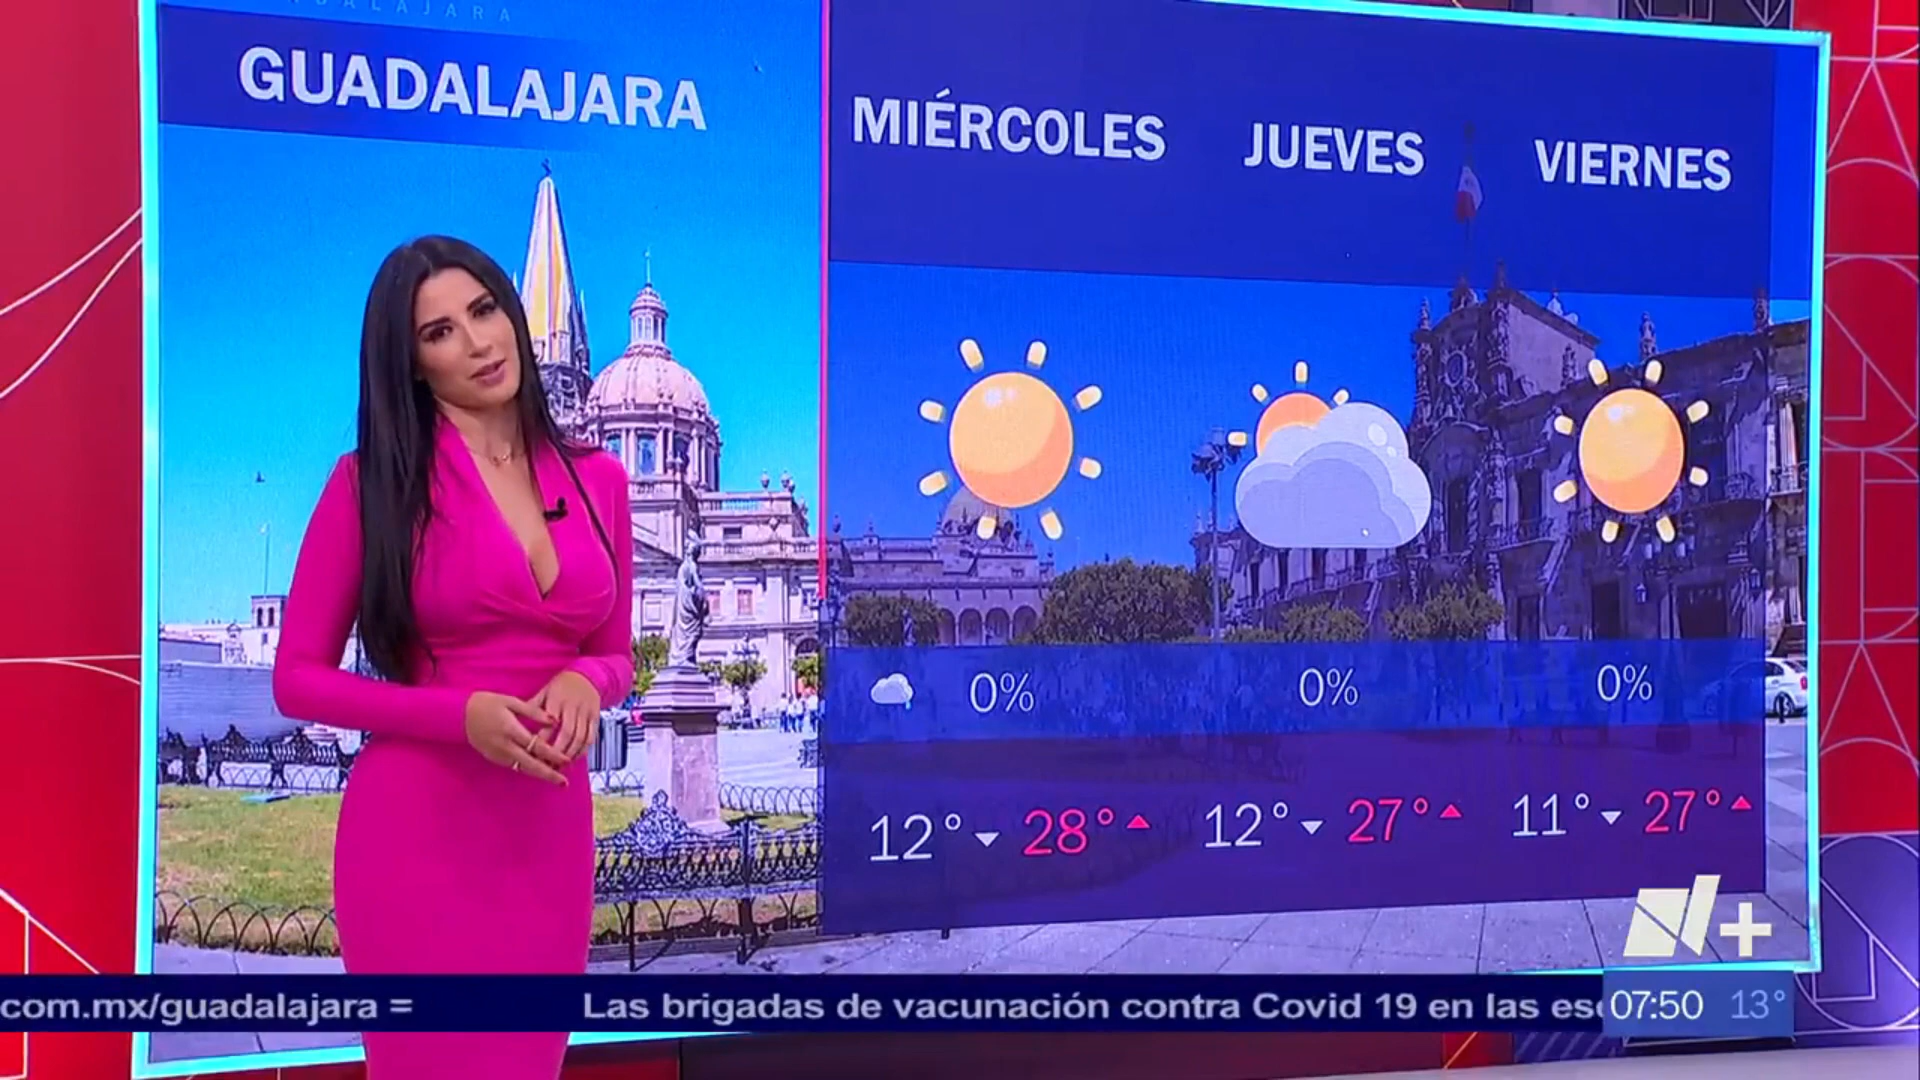 GUADALAJARA
GUADALAJARA
MIÉRCOLES JUEVES VIERNES
0% 0% 0%
12° 28° 12° 27° 11° 27°
N+
com.mx/guadalajara = Las brigadas de vacunación contra Covid 19 en las esc
07:50 13°